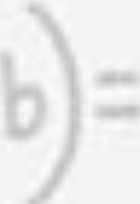 b) =